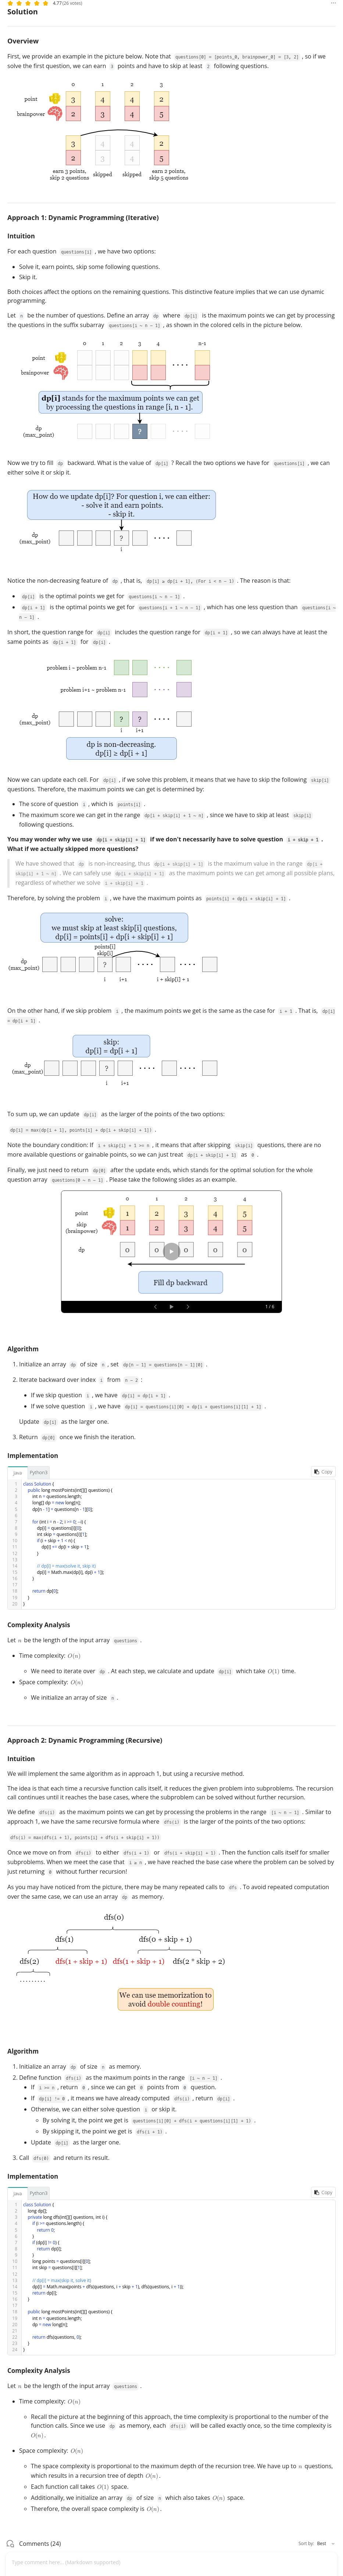 4.77 (26 votes)
Solution
Overview
First, we provide an example in the picture below. Note that questions[0] = [points_0, brainpower_0] = [3, 2] , so if we
solve the first question, we can earn 3 points and have to skip at least 2 following questions.
0 1 2 3
point 3 4 4 2
brainpower 2 3 4 5
3 4 4 2
2 3 4 5
earn 3 points, skipped skipped earn 2 points,
skip 2 questions skip 5 questions
Approach 1: Dynamic Programming (Iterative)
Intuition
For each question questions[i] , we have two options:
• Solve it, earn points, skip some following questions.
• Skip it.
Both choices affect the options on the remaining questions. This distinctive feature implies that we can use dynamic
programming.
Let n be the number of questions. Define an array dp where dp[i] is the maximum points we can get by processing
the questions in the suffix subarray questions[i ~ n - 1] , as shown in the colored cells in the picture below.
0 1 2 3 4 n-1
point
brainpower
dp[i] stands for the maximum points we can get
by processing the questions in range [i, n - 1].
dp
(max_point)
?
Now we try to fill dp backward. What is the value of dp[i] ? Recall the two options we have for questions[i] , we can
either solve it or skip it.
How do we update dp[i]? For question i, we can either:
- solve it and earn points.
- skip it.
dp
(max_point)
?
i
Notice the non-decreasing feature of dp , that is, dp[i] ≥ dp[i + 1], (for i < n - 1) . The reason is that:
• dp[i] is the optimal points we get for questions[i ~ n - 1] .
• dp[i + 1] is the optimal points we get for questions[i + 1 ~ n - 1] , which has one less question than questions[i ~
n - 1] .
In short, the question range for dp[i] includes the question range for dp[i + 1] , so we can always have at least the
same points as dp[i + 1] for dp[i] .
problem i ~ problem n-1
problem i+1 ~ problem n-1
dp
(max_point)
? ?
i i+1
dp is non-decreasing.
dp[i] ≥ dp[i + 1]
Now we can update each cell. For dp[i] , if we solve this problem, it means that we have to skip the following skip[i]
questions. Therefore, the maximum points we can get is determined by:
• The score of question i , which is points[i] .
• The maximum score we can get in the range dp[i + skip[i] + 1 ~ n] , since we have to skip at least skip[i]
following questions.
You may wonder why we use dp[i + skip[i] + 1] if we don't necessarily have to solve question i + skip + 1 .
What if we actually skipped more questions?
We have showed that dp is non-increasing, thus dp[i + skip[i] + 1] is the maximum value in the range dp[i +
skip[i] + 1 ~ n] . We can safely use dp[i + skip[i] + 1] as the maximum points we can get among all possible plans,
regardless of whether we solve i + skip[i] + 1 .
Therefore, by solving the problem i , we have the maximum points as points[i] + dp[i + skip[i] + 1] .
solve:
we must skip at least skip[i] questions,
dp[i] = points[i] + dp[i + skip[i] + 1]
points[i]
skip[i]
dp
(max_point)
?
i i+1 i + skip[i] + 1
On the other hand, if we skip problem i , the maximum points we get is the same as the case for i + 1 . That is, dp[i]
= dp[i + 1] .
skip:
dp[i] = dp[i + 1]
dp
(max_point)
?
i i+1
To sum up, we can update dp[i] as the larger of the points of the two options:
dp[i] = max(dp[i + 1], points[i] + dp[i + skip[i] + 1]) .
Note the boundary condition: If i + skip[i] + 1 >= n , it means that after skipping skip[i] questions, there are no
more available questions or gainable points, so we can just treat dp[i + skip[i] + 1] as 0 .
Finally, we just need to return dp[0] after the update ends, which stands for the optimal solution for the whole
question array questions[0 ~ n - 1] . Please take the following slides as an example.
0 1 2 3 4
point 1 2 3 4 5
skip
(brainpower) 1 2 3 4 5
dp 0 0 0 0 0
Fill dp backward
1 / 8
Algorithm
1. Initialize an array dp of size n , set dp[n - 1] = questions[n - 1][0] .
2. Iterate backward over index i from n - 2 :
• If we skip question i , we have dp[i] = dp[i + 1] .
• If we solve question i , we have dp[i] = questions[i][0] + dp[i + questions[i][1] + 1] .
Update dp[i] as the larger one.
3. Return dp[0] once we finish the iteration.
Implementation
Java Python3 Copy
1 class Solution {
2 public long mostPoints(int[][] questions) {
3 int n = questions.length;
4 long[] dp = new long[n];
5 dp[n - 1] = questions[n - 1][0];
6
7 for (int i = n - 2; i >= 0; --i) {
8 dp[i] = questions[i][0];
9 int skip = questions[i][1];
10 if (i + skip + 1 < n) {
11 dp[i] += dp[i + skip + 1];
12 }
13
14 // dp[i] = max(solve it, skip it)
15 dp[i] = Math.max(dp[i], dp[i + 1]);
16 }
17
18 return dp[0];
19 }
20 }
Complexity Analysis
Let n be the length of the input array questions .
• Time complexity: O(n)
◦ We need to iterate over dp . At each step, we calculate and update dp[i] which take O(1) time.
• Space complexity: O(n)
◦ We initialize an array of size n .
Approach 2: Dynamic Programming (Recursive)
Intuition
We will implement the same algorithm as in approach 1, but using a recursive method.
The idea is that each time a recursive function calls itself, it reduces the given problem into subproblems. The recursion
call continues until it reaches the base cases, where the subproblem can be solved without further recursion.
We define dfs(i) as the maximum points we can get by processing the problems in the range [i ~ n - 1] . Similar to
approach 1, we have the same recursive formula where dfs(i) is the larger of the points of the two options:
dfs(i) = max(dfs(i + 1), points[i] + dfs(i + skip[i] + 1))
Once we move on from dfs(i) to either dfs(i + 1) or dfs(i + skip[i] + 1) . Then the function calls itself for smaller
subproblems. When we meet the case that i ≥ n , we have reached the base case where the problem can be solved by
just returning 0 without further recursion!
As you may have noticed from the picture, there may be many repeated calls to dfs . To avoid repeated computation
over the same case, we can use an array dp as memory.
dfs(0)
dfs(1) dfs(0 + skip + 1)
dfs(2) dfs(1 + skip + 1) dfs(1 + skip + 1) dfs(2 * skip + 2)
We can use memorization to
avoid double counting!
Algorithm
1. Initialize an array dp of size n as memory.
2. Define function dfs(i) as the maximum points in the range [i ~ n - 1] .
• If i >= n , return 0 , since we can get 0 points from 0 question.
• If dp[i] != 0 , it means we have already computed dfs(i) , return dp[i] .
• Otherwise, we can either solve question i or skip it.
◦ By solving it, the point we get is questions[i][0] + dfs(i + questions[i][1] + 1) .
◦ By skipping it, the point we get is dfs(i + 1) .
• Update dp[i] as the larger one.
3. Call dfs(0) and return its result.
Implementation
Java Python3 Copy
1 class Solution {
2 long dp[];
3 private long dfs(int[][] questions, int i) {
4 if (i >= questions.length) {
5 return 0;
6 }
7 if (dp[i] != 0) {
8 return dp[i];
9 }
10 long points = questions[i][0];
11 int skip = questions[i][1];
12
13 // dp[i] = max(skip it, solve it)
14 dp[i] = Math.max(points + dfs(questions, i + skip + 1), dfs(questions, i + 1));
15 return dp[i];
16 }
17
18 public long mostPoints(int[][] questions) {
19 int n = questions.length;
20 dp = new long[n];
21
22 return dfs(questions, 0);
23 }
24 }
Complexity Analysis
Let n be the length of the input array questions .
• Time complexity: O(n)
◦ Recall the picture at the beginning of this approach, the time complexity is proportional to the number of the
function calls. Since we use dp as memory, each dfs(i) will be called exactly once, so the time complexity is
O(n) .
• Space complexity: O(n)
◦ The space complexity is proportional to the maximum depth of the recursive tree. We have up to n questions,
which results in a recursion tree of depth O(n) .
◦ Each function call takes O(1) space.
◦ Additionally, we initialize an array dp of size n which also takes O(n) space.
◦ Therefore, the overall space complexity is O(n) .
Comments (24) Sort by: Best
Type comment here... (Markdown supported)